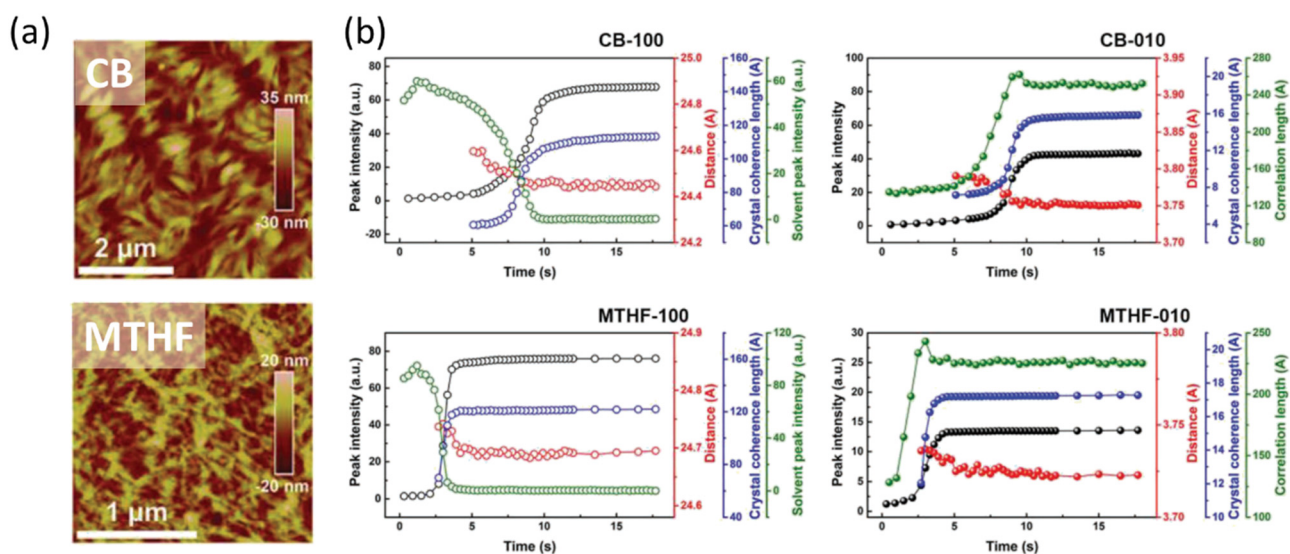 (a)
CB
35 nm
-30 nm
2 μm
MTHF
20 nm
-20 nm
1 μm
(b)
CB-100
Peak intensity (a.u.)
80
60
40
20
0
-20
0 5 10 15
Time (s)
25.0
24.8
24.6
24.4
24.2
Distance (A)
160
140
120
100
80
60
Crystal coherence length (A)
100
50
0
Solvent peak intensity (a.u.)
CB-010
Peak intensity
100
80
60
40
20
0
0 5 10 15
Time (s)
3.95
3.90
3.85
3.80
3.75
3.70
Distance (A)
20
16
12
8
4
Crystal coherence length (A)
280
240
200
160
120
80
Correlation length (A)
MTHF-100
Peak intensity (a.u.)
80
60
40
20
0
0 5 10 15
Time (s)
24.9
24.8
24.7
24.6
Distance (A)
160
120
80
40
Crystal coherence length (A)
120
100
50
0
Solvent peak intensity (a.u.)
MTHF-010
Peak intensity (a.u.)
30
25
20
15
10
5
0
0 5 10 15
Time (s)
3.80
3.75
3.70
Distance (A)
20
18
16
14
12
10
Crystal coherence length (A)
250
200
150
100
Correlation length (A)